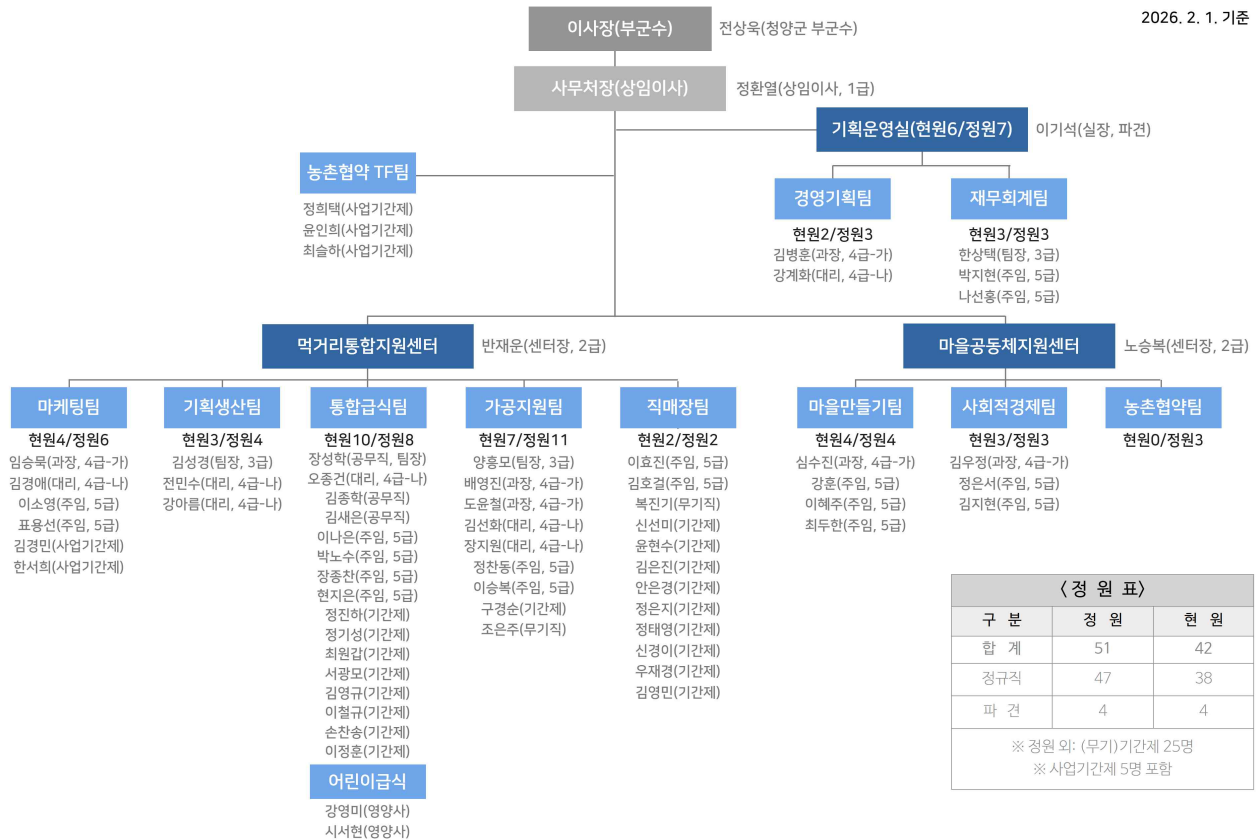 2026. 2. 1. 기준
이사장(부군수)
전상욱(청양군 부군수)
사무처장(상임이사)
정환열(상임이사, 1급)
기획운영실(현원6/정원7)
이기석(실장, 파견)
농촌협약 TF팀
정희택(사업기간제)
윤인희(사업기간제)
최슬하(사업기간제)
경영기획팀
현원2/정원3
김병훈(과장, 4급-가)
강계화(대리, 4급-나)
재무회계팀
현원3/정원3
한상택(팀장, 3급)
박지현(주임, 5급)
나선홍(주임, 5급)
먹거리통합지원센터
반재운(센터장, 2급)
마을공동체지원센터
노승복(센터장, 2급)
마케팅팀
현원4/정원6
임승묵(과장, 4급-가)
김경애(대리, 4급-나)
이소영(주임, 5급)
표용선(주임, 5급)
김경민(사업기간제)
한서희(사업기간제)
기획생산팀
현원3/정원4
김성경(팀장, 3급)
전민수(대리, 4급-나)
강아름(대리, 4급-나)
통합급식팀
현원10/정원8
장성학(공무직, 팀장)
오종건(대리, 4급-나)
김종학(공무직)
김새은(공무직)
이나은(주임, 5급)
박노수(주임, 5급)
장종찬(주임, 5급)
현지은(주임, 5급)
정진하(기간제)
정기성(기간제)
최원갑(기간제)
서광모(기간제)
김영규(기간제)
이철규(기간제)
손찬송(기간제)
이정훈(기간제)
어린이급식
강영미(영양사)
시서현(영양사)
가공지원팀
현원7/정원11
양홍모(팀장, 3급)
배영진(과장, 4급-가)
도윤철(과장, 4급-가)
김선화(대리, 4급-나)
장지원(대리, 4급-나)
정찬동(주임, 5급)
이승복(주임, 5급)
구경순(기간제)
조은주(무기직)
직매장팀
현원2/정원2
이효진(주임, 5급)
김호걸(주임, 5급)
복진기(무기직)
신선미(기간제)
윤현수(기간제)
김은진(기간제)
안은경(기간제)
정은지(기간제)
정태영(기간제)
신경이(기간제)
우재경(기간제)
김영민(기간제)
마을만들기팀
현원4/정원4
심수진(과장, 4급-가)
강훈(주임, 5급)
이혜주(주임, 5급)
최두한(주임, 5급)
사회적경제팀
현원3/정원3
김우정(과장, 4급-가)
정은서(주임, 5급)
김지현(주임, 5급)
농촌협약팀
현원0/정원3
〈정 원 표〉
구 분 정 원 현 원
합 계 51 42
정규직 47 38
파 견 4 4
※ 정원 외: (무기)기간제 25명
※ 사업기간제 5명 포함